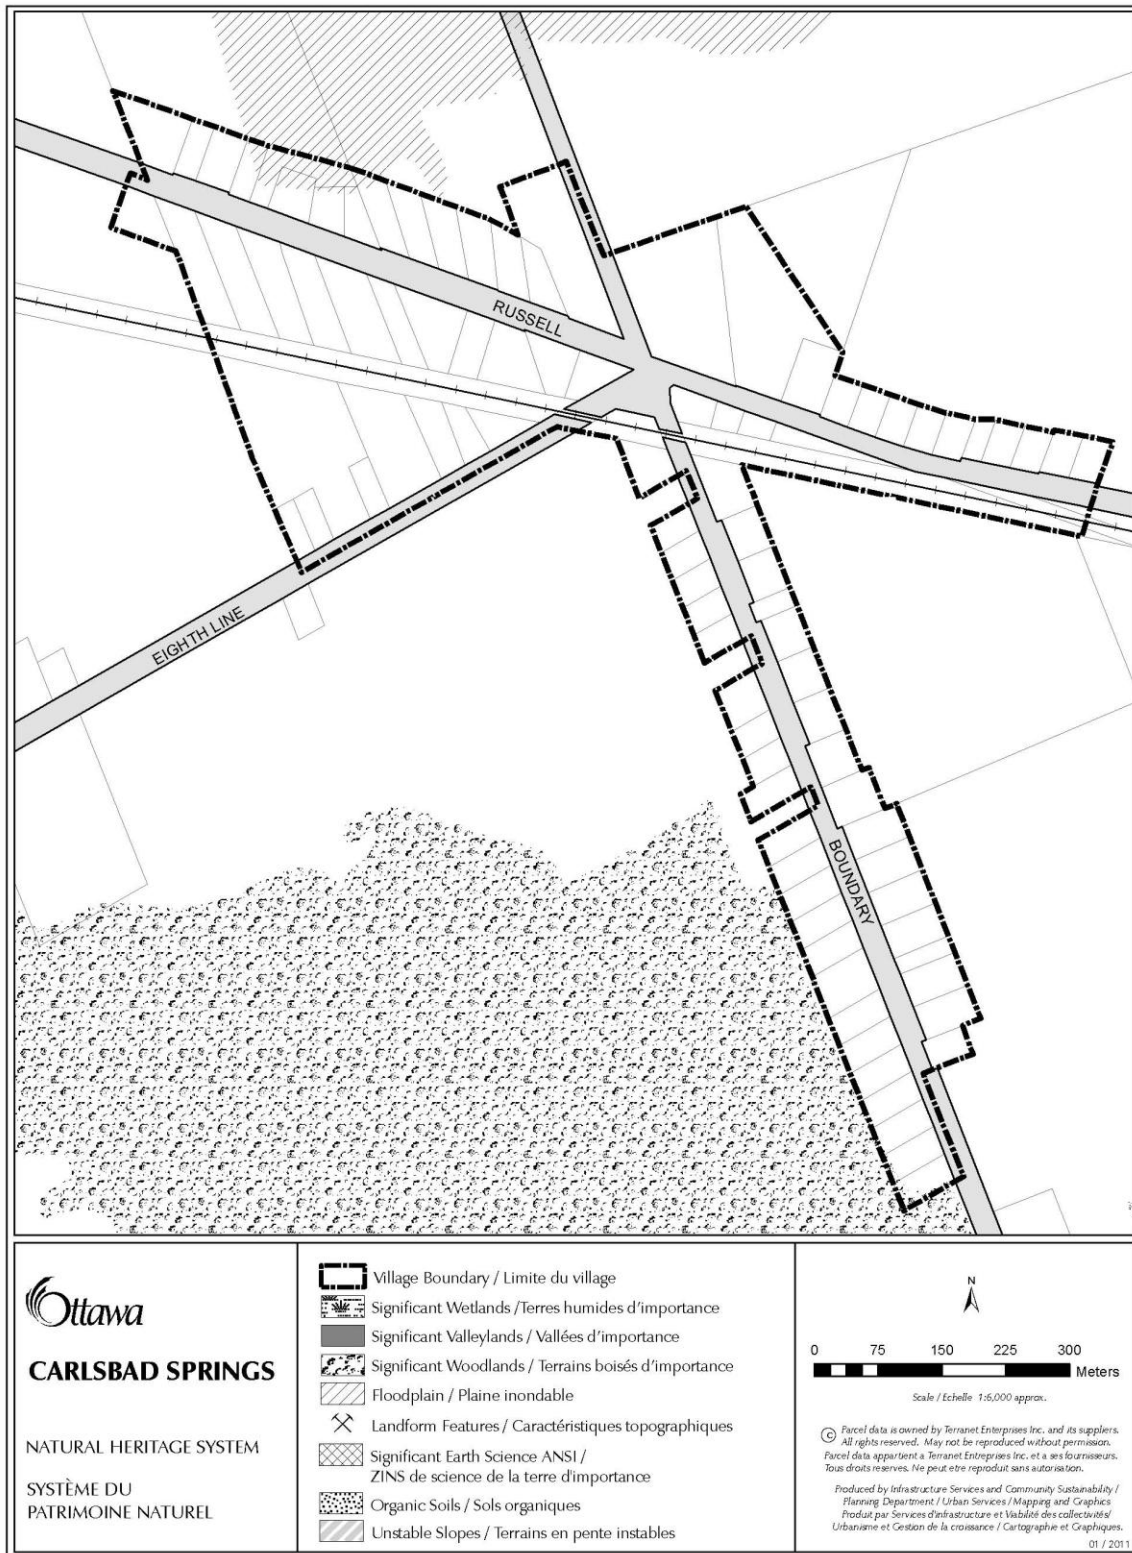 RUSSELL
EIGHTH LINE
BOUNDARY
Ottawa
CARLSBAD SPRINGS
NATURAL HERITAGE SYSTEM
SYSTÈME DU
PATRIMOINE NATUREL
Village Boundary / Limite du village
Significant Wetlands /Terres humides d'importance
Significant Valleylands / Vallées d'importance
Significant Woodlands / Terrains boisés d'importance
Floodplain / Plaine inondable
Landform Features / Caractéristiques topographiques
Significant Earth Science ANSI /
ZINS de science de la terre d'importance
Organic Soils / Sols organiques
Unstable Slopes / Terrains en pente instables
N
0 75 150 225 300
Meters
Scale / Echelle 1:6,000 approx.
© Parcel data is owned by Teranet Enterprises Inc. and its suppliers.
All rights reserved. May not be reproduced without permission.
Parcel data appartient a Teranet Entreprises Inc. et a ses fournisseurs.
Tous droits reserves. Ne peut etre reproduit sans autorisation.
Produced by Infrastructure Services and Community Sustainability /
Planning Department / Urban Services / Mapping and Graphics
Produit par Services d'infrastructure et Viabilité des collectivités/
Urbanisme et Gestion de la croissance / Cartographie et Graphiques.
01 / 2011